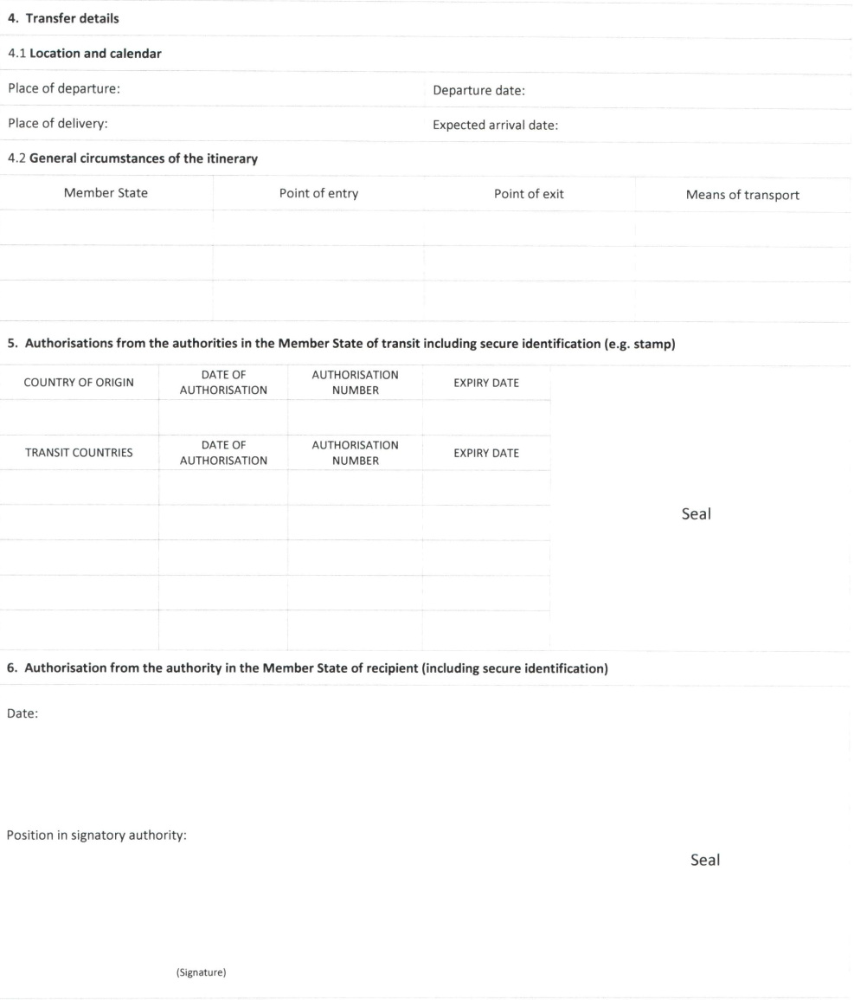 4. Transfer details
4.1 Location and calendar
Place of departure:
Departure date:
Place of delivery:
Expected arrival date:
4.2 General circumstances of the itinerary
Member State
Point of entry
Point of exit
Means of transport
5. Authorisations from the authorities in the Member State of transit including secure identification (e.g. stamp)
COUNTRY OF ORIGIN
DATE OF
AUTHORISATION
AUTHORISATION
NUMBER
EXPIRY DATE
TRANSIT COUNTRIES
DATE OF
AUTHORISATION
AUTHORISATION
NUMBER
EXPIRY DATE
Seal
6. Authorisation from the authority in the Member State of recipient (including secure identification)
Date:
Position in signatory authority:
Seal
(Signature)